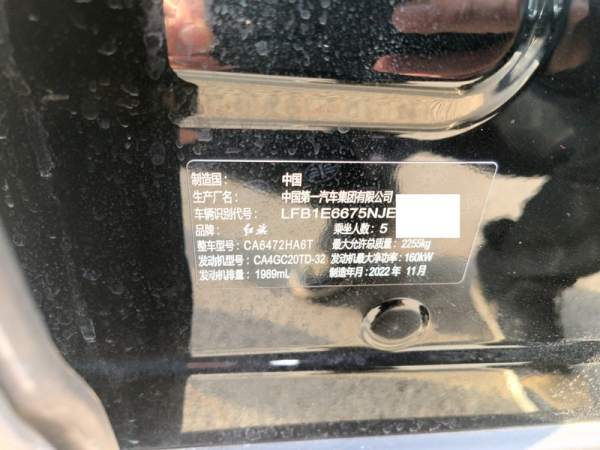 制造国： 中国
生产厂名： 中国第一汽车集团有限公司
车辆识别代号： LFB1E6675NJE
品牌： 红旗 乘坐人数：5
整车型号：CA6472HA6T 最大允许总质量：2255kg
发动机型号：CA4GC20TD-32 发动机最大净功率：160kW
发动机排量：1989mL 制造年月：2022年 11月